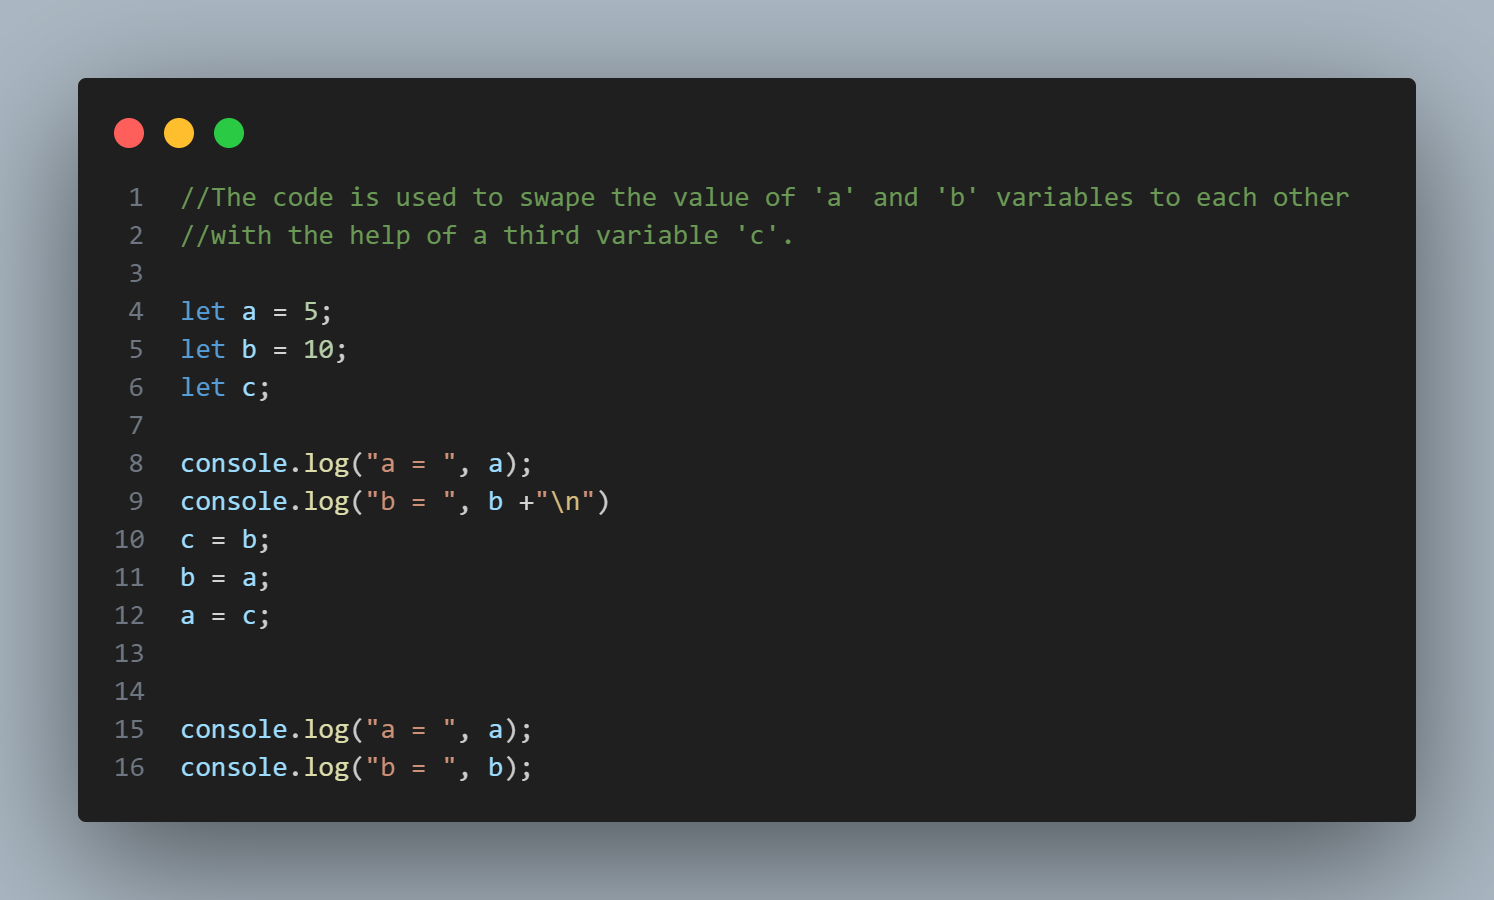 1 //The code is used to swape the value of 'a' and 'b' variables to each other
2 //with the help of a third variable 'c'.
3
4 let a = 5;
5 let b = 10;
6 let c;
7
8 console.log("a = ", a);
9 console.log("b = ", b +"\n")
10 c = b;
11 b = a;
12 a = c;
13
14
15 console.log("a = ", a);
16 console.log("b = ", b);